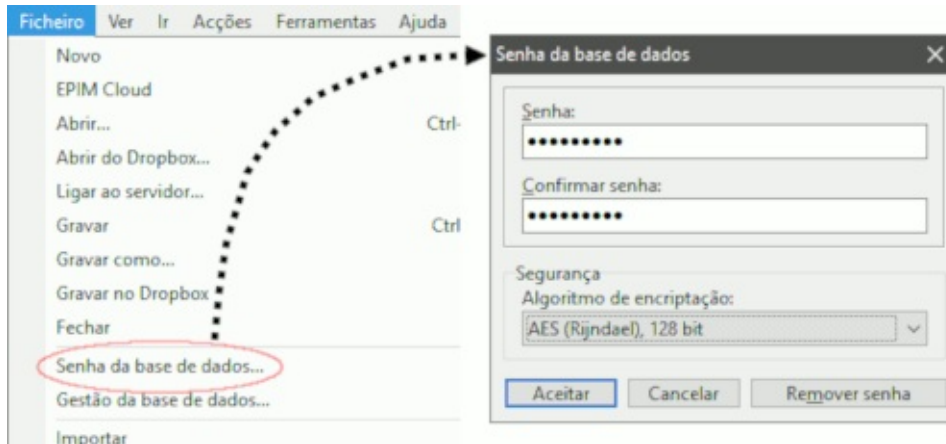 Ficheiro Ver Ir Acções Ferramentas Ajuda
Novo
EPIM Cloud
Abrir... Ctrl-
Abrir do Dropbox...
Ligar ao servidor...
Gravar Ctrl
Gravar como...
Gravar no Dropbox
Fechar
Senha da base de dados...
Gestão da base de dados...
Importar
Senha da base de dados
Senha:
•••••••••
Confirmar senha:
•••••••••
Segurança
Algoritmo de encriptação:
AES (Rijndael), 128 bit
Aceitar Cancelar Remover senha